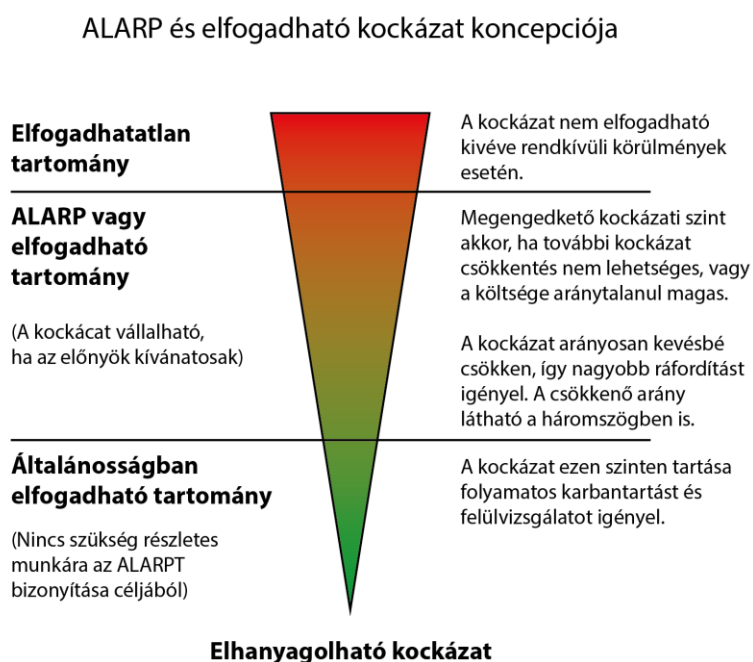 ALARP és elfogadható kockázat koncepciója
Elfogadhatatlan
tartomány
A kockázat nem elfogadható
kivéve rendkívüli körülmények
esetén.
ALARP vagy
elfogadható
tartomány
(A kockácat vállalható,
ha az előnyök kívánatosak)
Megengedkető kockázati szint
akkor, ha további kockázat
csökkentés nem lehetséges, vagy
a költsége aránytalanul magas.
A kockázat arányosan kevésbé
csökken, így nagyobb ráfordítást
igényel. A csökkenő arány
látható a háromszögben is.
Általánosságban
elfogadható tartomány
(Nincs szükség részletes
munkára az ALARPT
bizonyítása céljából)
A kockázat ezen szinten tartása
folyamatos karbantartást és
felülvizsgálatot igényel.
Elhanyagolható kockázat